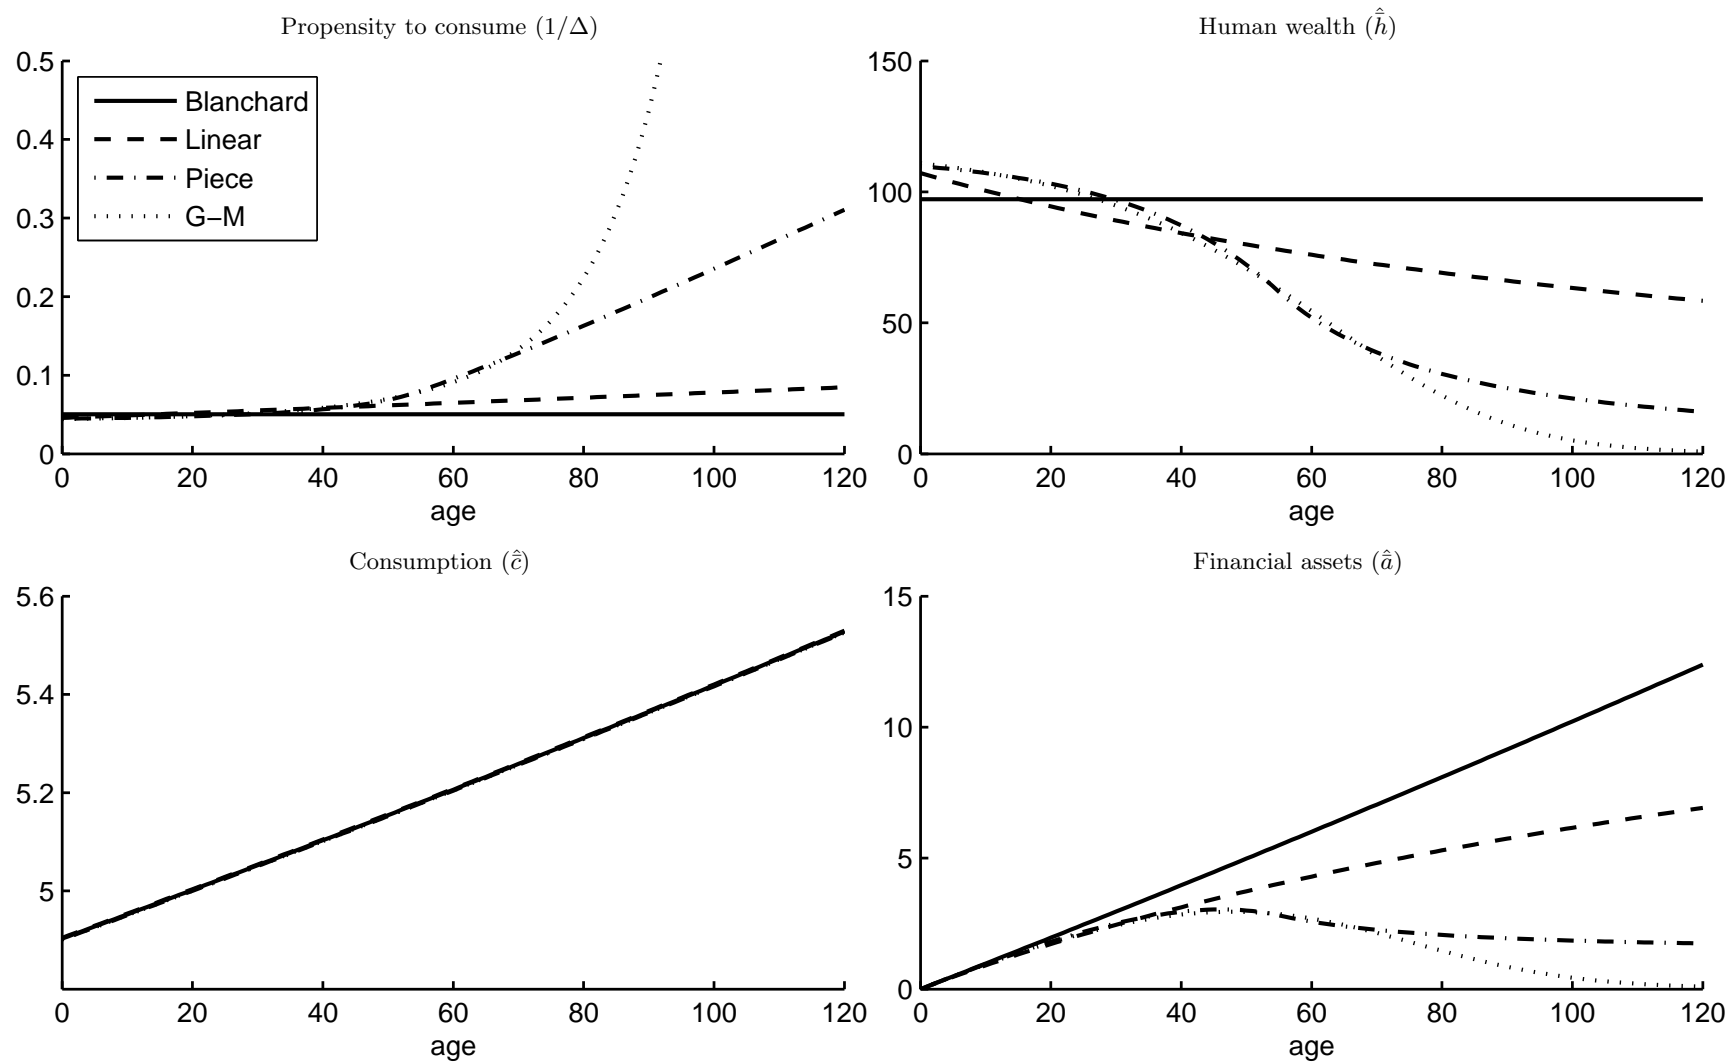 Propensity to consume (1/Δ)
0.5
0.4
0.3
0.2
0.1
0
Blanchard
Linear
Piece
G−M
0 20 40 60 80 100 120
age
Human wealth (h̄̂)
150
100
50
0
0 20 40 60 80 100 120
age
Consumption (c̄̂)
5.6
5.4
5.2
5
0 20 40 60 80 100 120
age
Financial assets (ā̂)
15
10
5
0
0 20 40 60 80 100 120
age